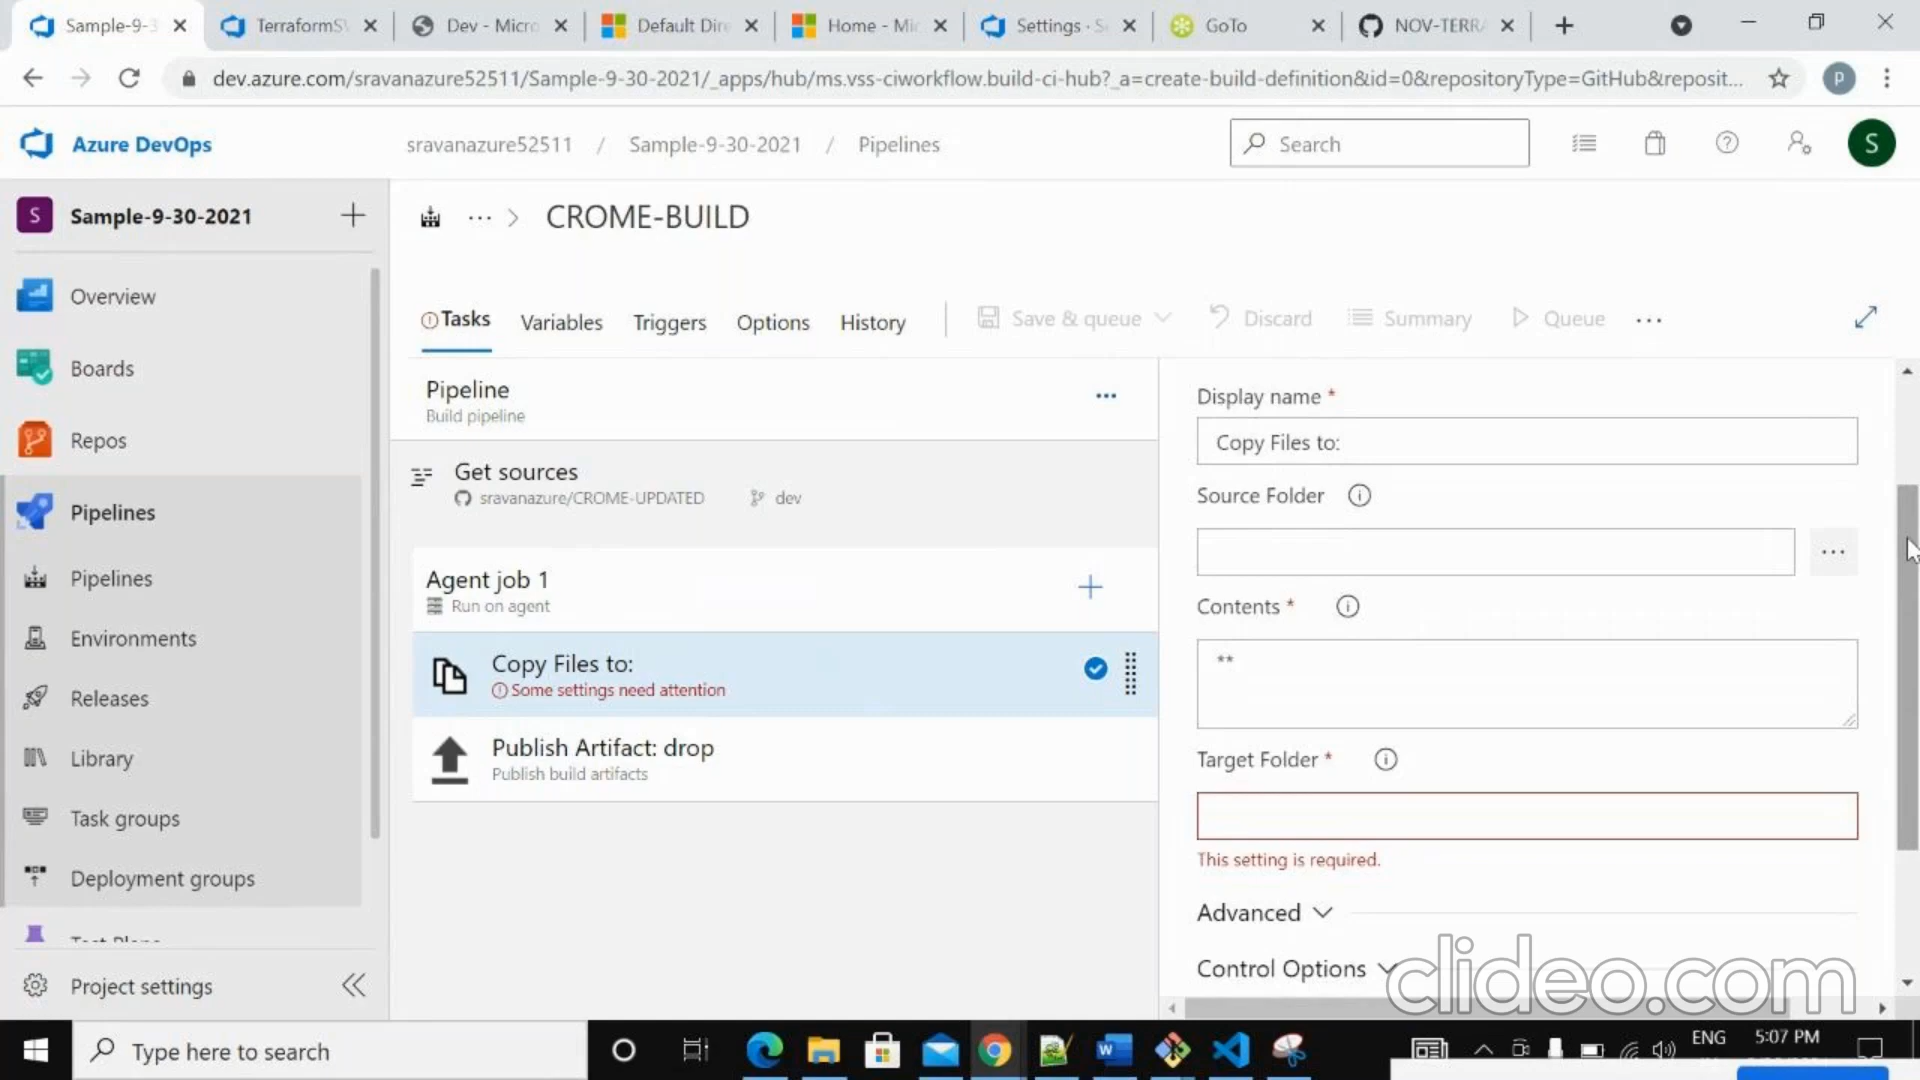 Sample-9-3
TerraformSV
Dev - Micro
Default Dire
Home - Mic
Settings · S
GoTo
NOV-TERRA
dev.azure.com/sravanazure52511/Sample-9-30-2021/_apps/hub/ms.vss-ciworkflow.build-ci-hub?_a=create-build-definition&id=0&repositoryType=GitHub&reposit...
P
Azure DevOps
sravanazure52511 / Sample-9-30-2021 / Pipelines
Search
S
S Sample-9-30-2021
CROME-BUILD
Overview
Boards
Repos
Pipelines
Pipelines
Environments
Releases
Library
Task groups
Deployment groups
Test Plans
Project settings
Tasks
Variables
Triggers
Options
History
Save & queue
Discard
Summary
Queue
Pipeline
Build pipeline
Get sources
sravanazure/CROME-UPDATED
dev
Agent job 1
Run on agent
Copy Files to:
Some settings need attention
Publish Artifact: drop
Publish build artifacts
Display name *
Copy Files to:
Source Folder
Contents *
**
Target Folder *
This setting is required.
Advanced
Control Options
clideo.com
Type here to search
ENG
5:07 PM